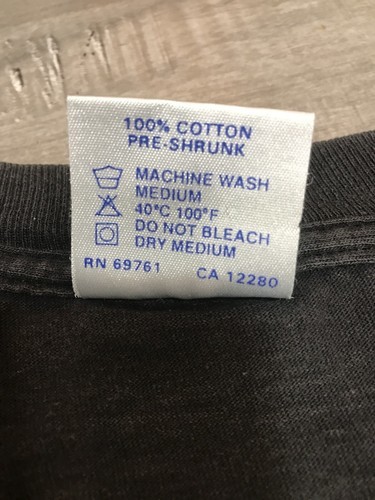 100% COTTON
PRE-SHRUNK
MACHINE WASH
MEDIUM
40°C 100°F
DO NOT BLEACH
DRY MEDIUM
RN 69761 CA 12280